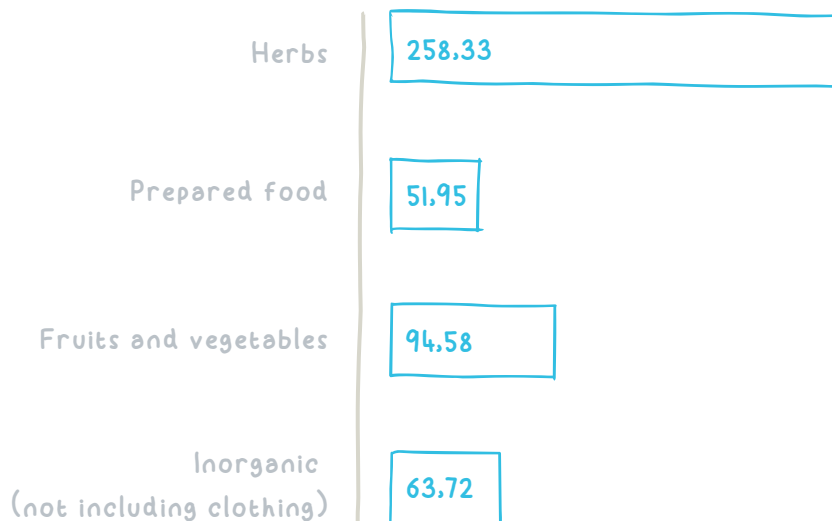 Herbs
258,33
Prepared food
51,95
Fruits and vegetables
94,58
Inorganic
(not including clothing)
63,72